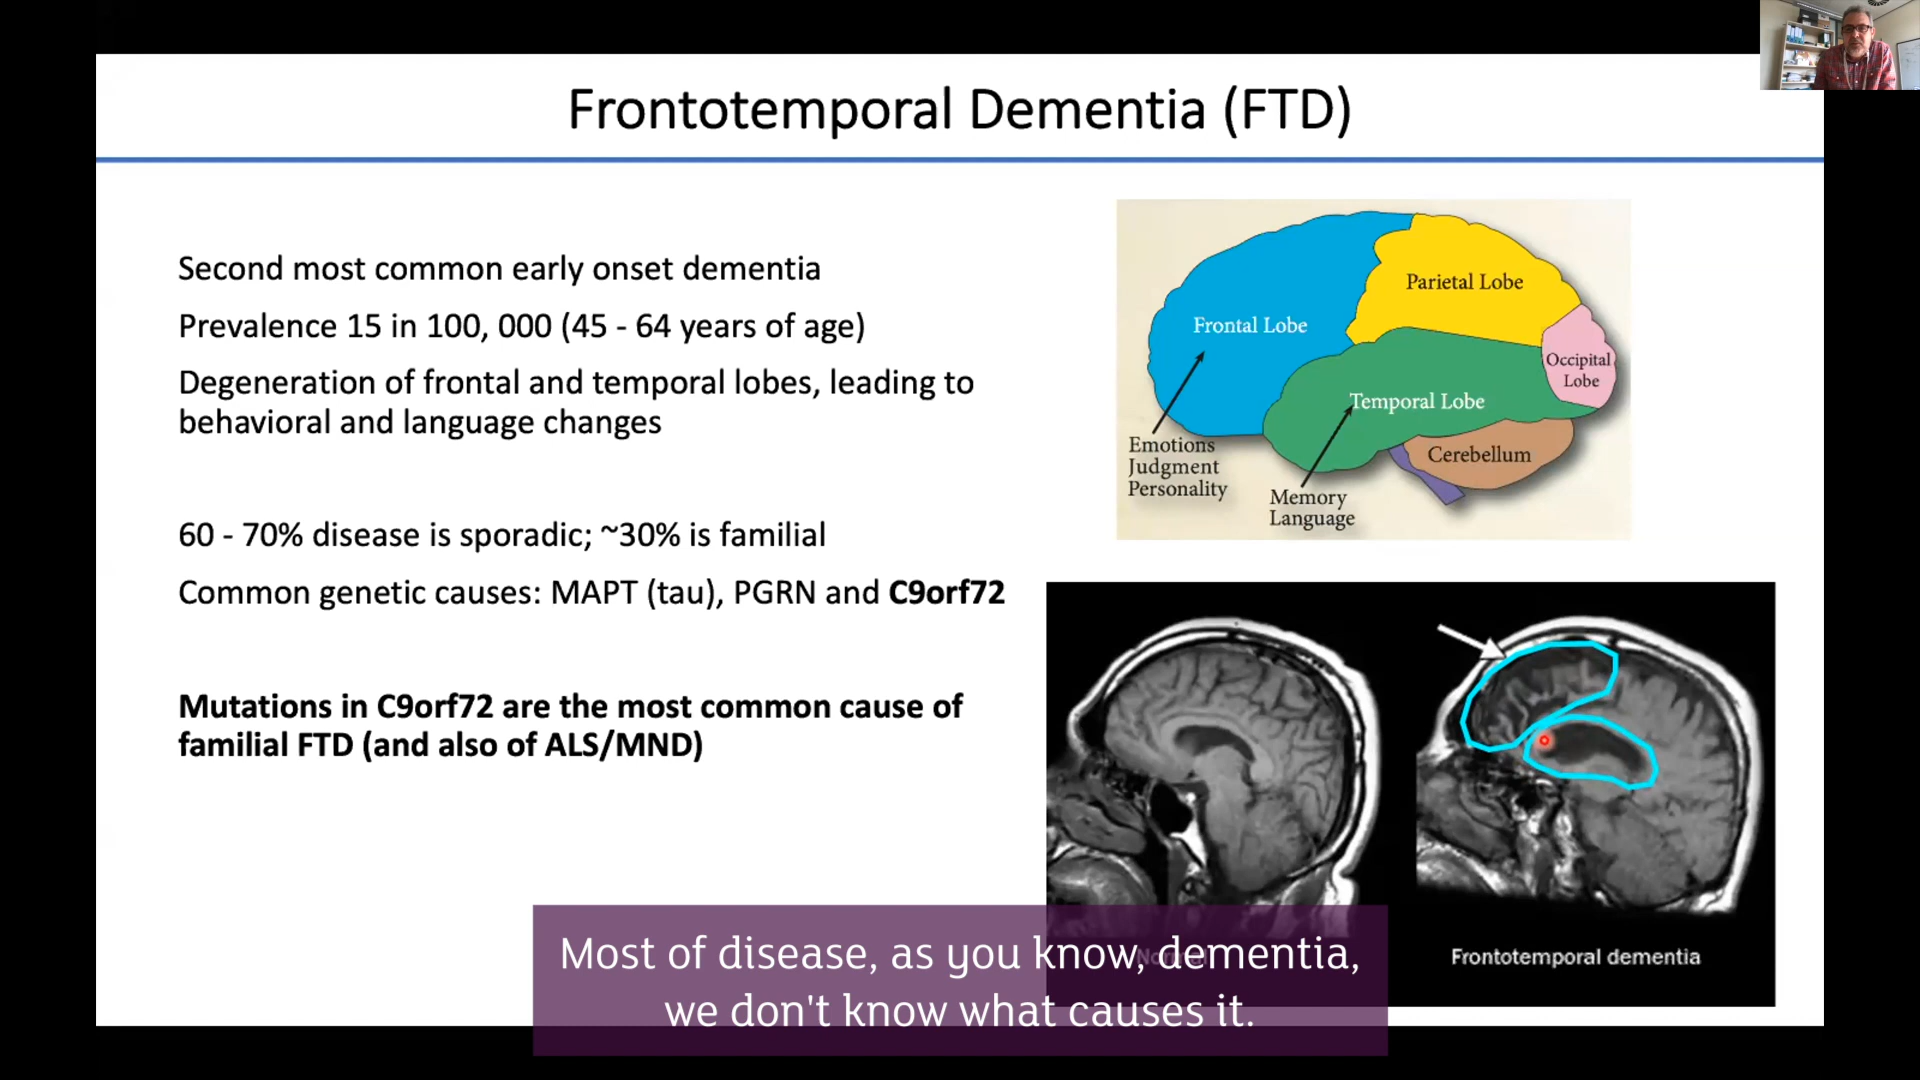 Frontotemporal Dementia (FTD)
Second most common early onset dementia
Prevalence 15 in 100, 000 (45 - 64 years of age)
Degeneration of frontal and temporal lobes, leading to
behavioral and language changes
60 - 70% disease is sporadic; ~30% is familial
Common genetic causes: MAPT (tau), PGRN and C9orf72
Mutations in C9orf72 are the most common cause of
familial FTD (and also of ALS/MND)
Parietal Lobe
Frontal Lobe
Occipital
Lobe
Temporal Lobe
Emotions
Judgment
Personality
Cerebellum
Memory
Language
Frontotemporal dementia
Most of disease, as you know, dementia,
we don't know what causes it.